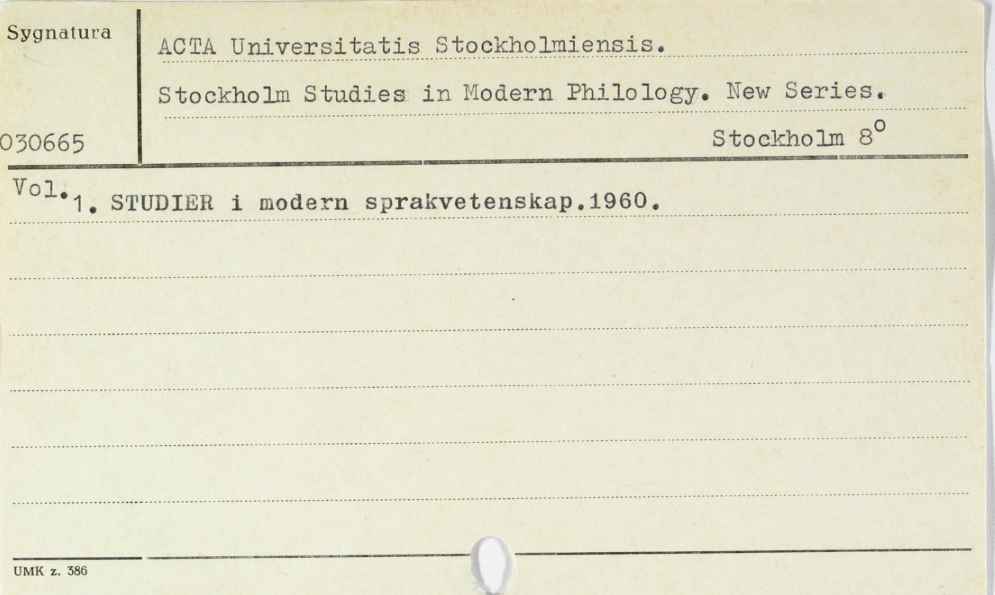 Sygnatura
ACTA Universitatis Stockholmiensis.
Stockholm Studies in Modern Philology. New Series.
030665
Stockholm 8°
Vol.1. STUDIER i modern sprakvetenskap.1960.
UMK z. 386